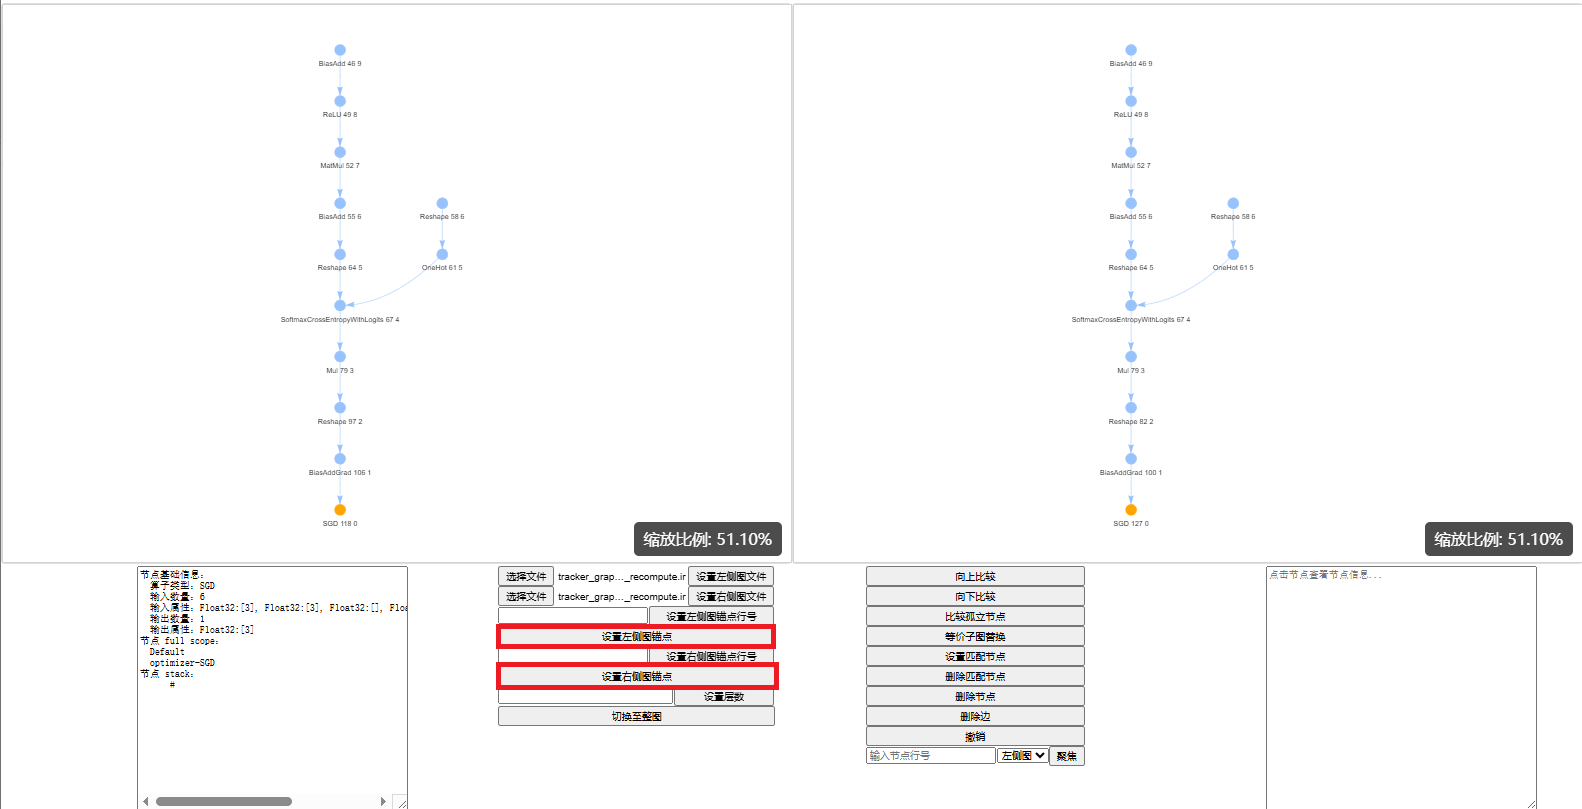 BiasAdd 46 9
ReLU 49 8
MatMul 52 7
BiasAdd 55 6
Reshape 58 6
Reshape 64 5
OneHot 61 5
SoftmaxCrossEntropyWithLogits 67 4
Mul 79 3
Reshape 97 2
BiasAddGrad 106 1
SGD 118 0
缩放比例: 51.10%
BiasAdd 46 9
ReLU 49 8
MatMul 52 7
BiasAdd 55 6
Reshape 58 6
Reshape 64 5
OneHot 61 5
SoftmaxCrossEntropyWithLogits 67 4
Mul 79 3
Reshape 82 2
BiasAddGrad 100 1
SGD 127 0
缩放比例: 51.10%
节点基础信息:
算子类型: SGD
输入数量: 6
输入属性: Float32:[3], Float32:[3], Float32:[], Floa
输出数量: 1
输出属性: Float32:[3]
节点 full scope:
Default
optimizer-SGD
节点 stack:
#
选择文件 tracker_grap..._recompute.ir 设置左侧图文件
选择文件 tracker_grap..._recompute.ir 设置右侧图文件
设置左侧图锚点行号
设置左侧图锚点
设置右侧图锚点行号
设置右侧图锚点
设置层数
切换至整图
向上比较
向下比较
比较孤立节点
等价子图替换
设置匹配节点
删除匹配节点
删除节点
删除边
撤销
输入节点行号 左侧图 聚焦
点击节点查看节点信息...